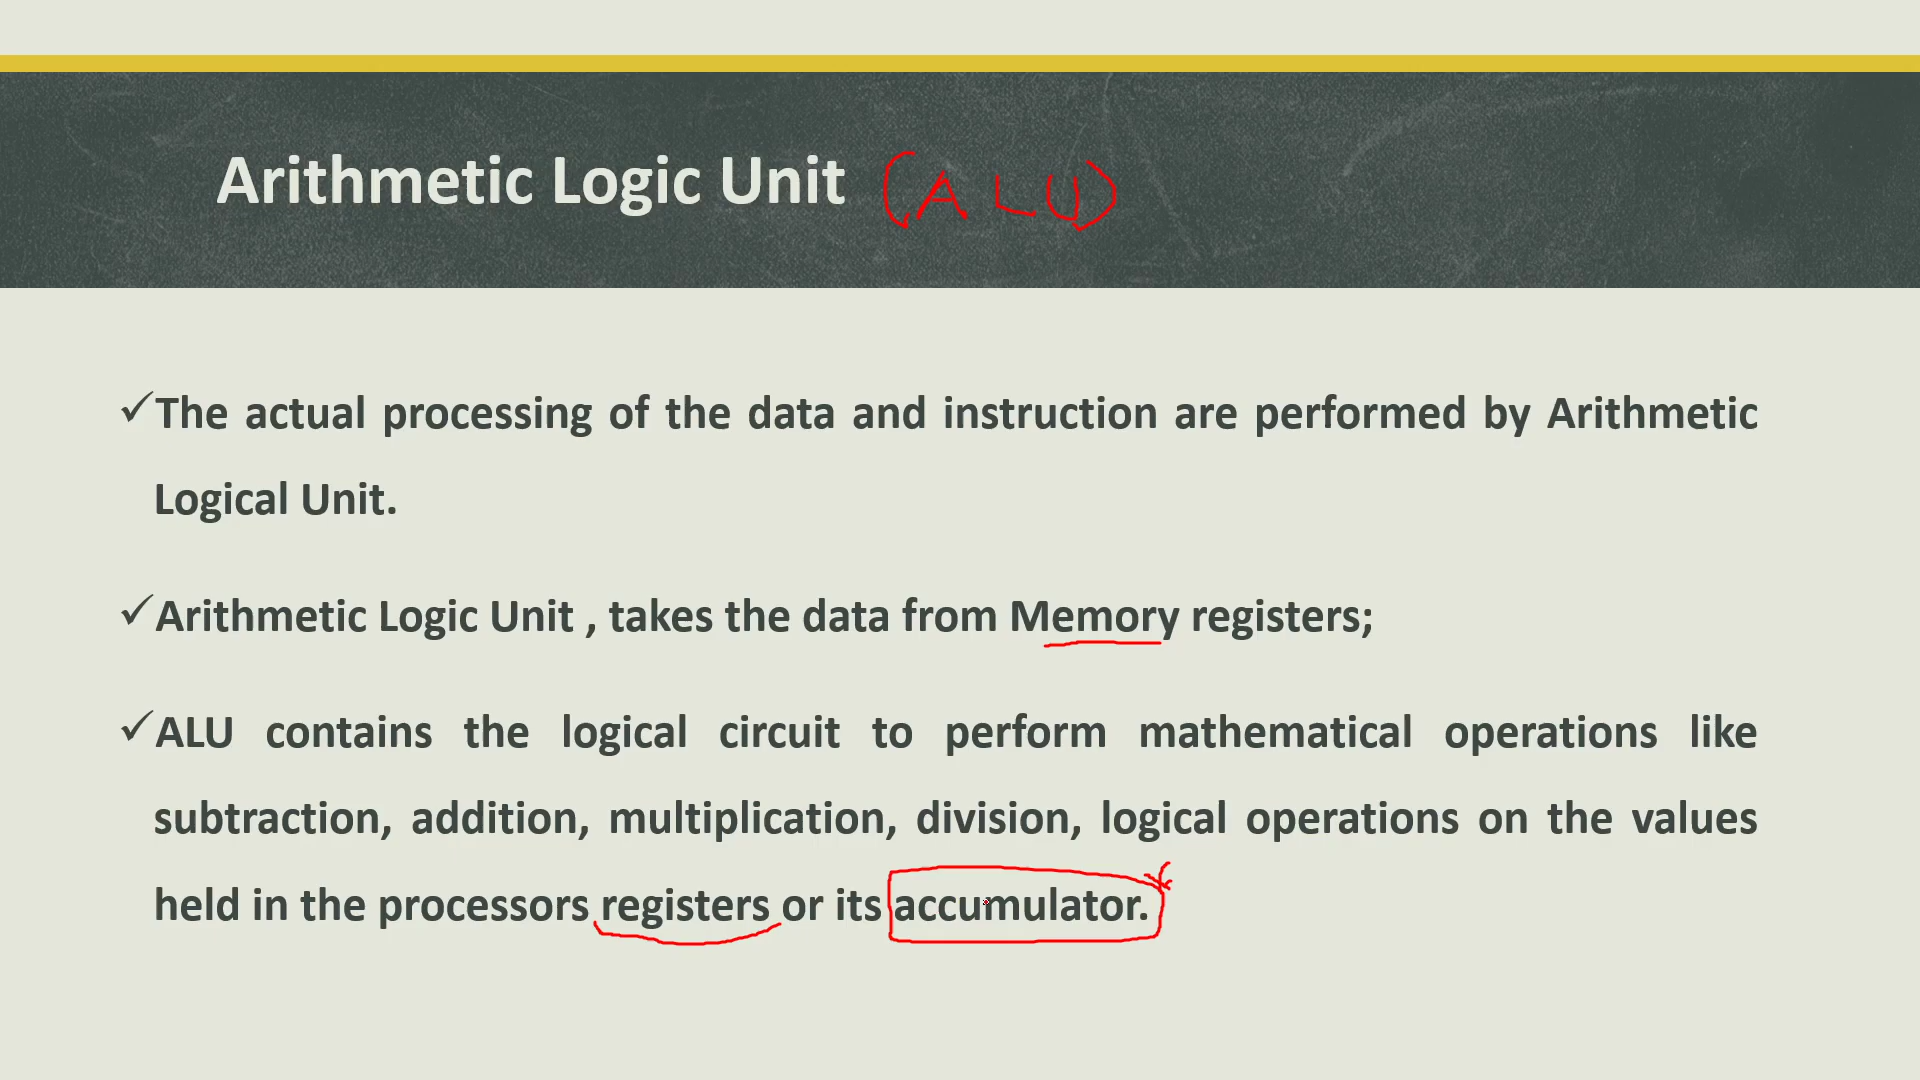 Arithmetic Logic Unit (ALU)
✓The actual processing of the data and instruction are performed by Arithmetic
Logical Unit.
✓Arithmetic Logic Unit , takes the data from Memory registers;
✓ALU contains the logical circuit to perform mathematical operations like
subtraction, addition, multiplication, division, logical operations on the values
held in the processors registers or its accumulator.